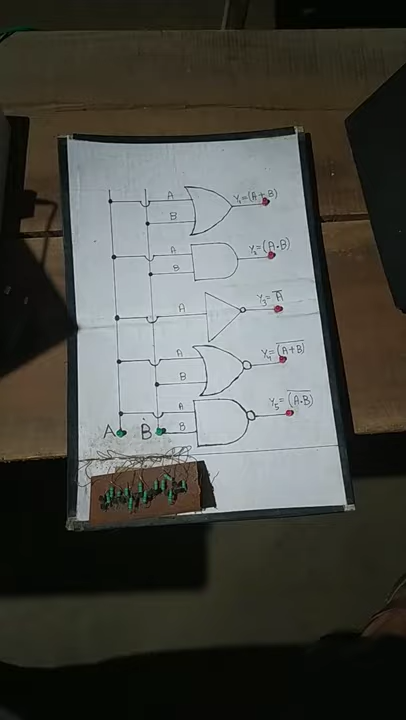 A
Y₁=(A+B)
B
A
Y₂=(A·B)
B
A
Y₃=A̅
A
Y₄=(A̅+̅B̅)
B
A
Y₅=(A̅·̅B̅)
B
A
B